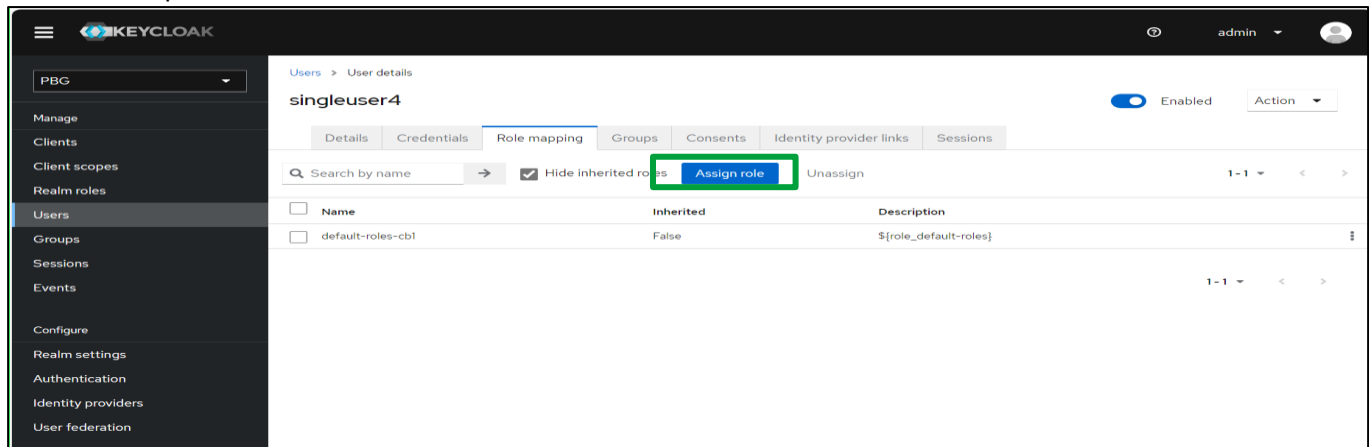 KEYCLOAK
admin
PBG
Manage
Clients
Client scopes
Realm roles
Users
Groups
Sessions
Events
Configure
Realm settings
Authentication
Identity providers
User federation
Users > User details
singleuser4
Enabled Action
Details Credentials Role mapping Groups Consents Identity provider links Sessions
Search by name Hide inherited roles Assign role Unassign 1-1
Name Inherited Description
default-roles-cb1 False ${role_default-roles}
1-1